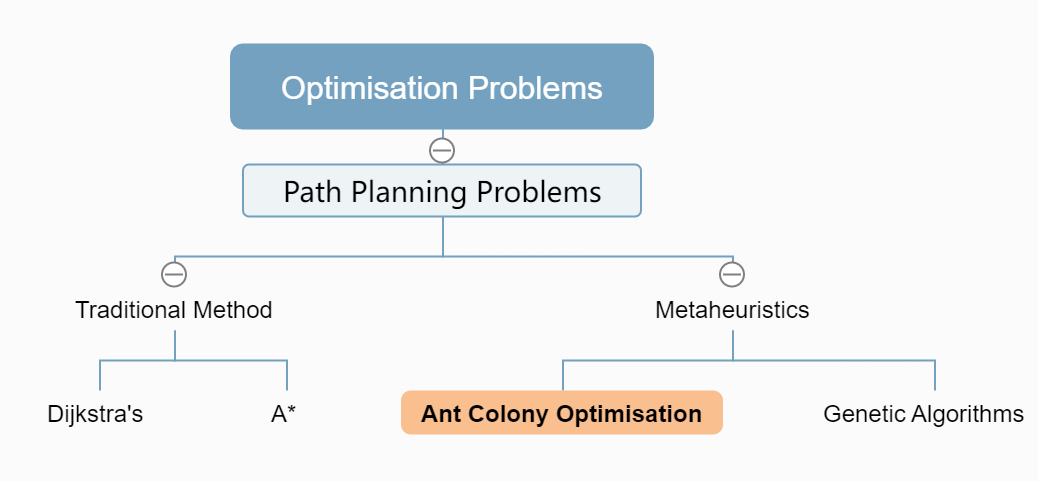 Optimisation Problems
Path Planning Problems
Traditional Method
Metaheuristics
Dijkstra's
A*
Ant Colony Optimisation
Genetic Algorithms